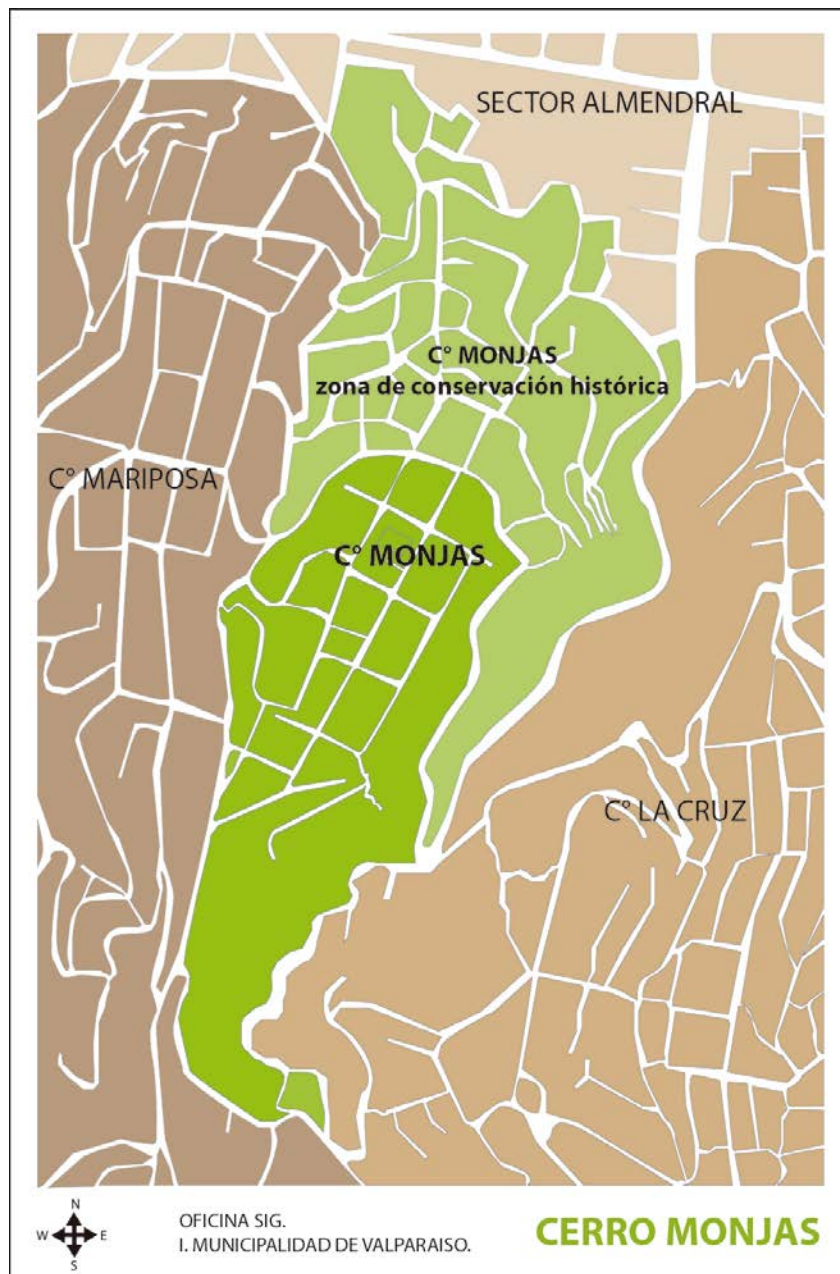 SECTOR ALMENDRAL
C° MONJAS
zona de conservación histórica
C° MARIPOSA
C° MONJAS
C° LA CRUZ
N
W E
S
OFICINA SIG.
I. MUNICIPALIDAD DE VALPARAISO.
CERRO MONJAS